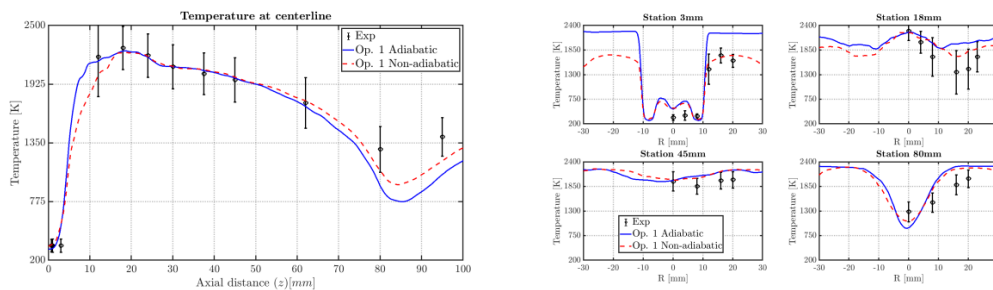 Temperature at centerline
2500
1925
1350
775
200
Temperature [K]
Exp
Op. 1 Adiabatic
Op. 1 Non-adiabatic
0 10 20 30 40 50 60 70 80 90 100
Axial distance (z)[mm]
Station 3mm
2400
1850
1300
750
200
Temperature [K]
-30 -20 -10 0 10 20 30
R [mm]
Station 18mm
2400
1850
1300
750
200
Temperature [K]
-30 -20 -10 0 10 20 30
R [mm]
Station 45mm
2400
1850
1300
750
200
Temperature [K]
Exp
Op. 1 Adiabatic
Op. 1 Non-adiabatic
-30 -20 -10 0 10 20 30
R [mm]
Station 80mm
2400
1850
1300
750
200
Temperature [K]
-30 -20 -10 0 10 20 30
R [mm]